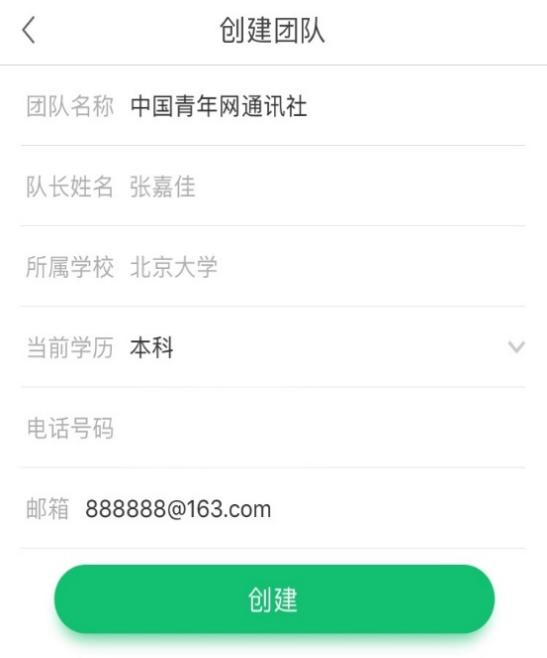 创建团队
团队名称 中国青年网通讯社
队长姓名 张嘉佳
所属学校 北京大学
当前学历 本科
电话号码
邮箱 888888@163.com
创建